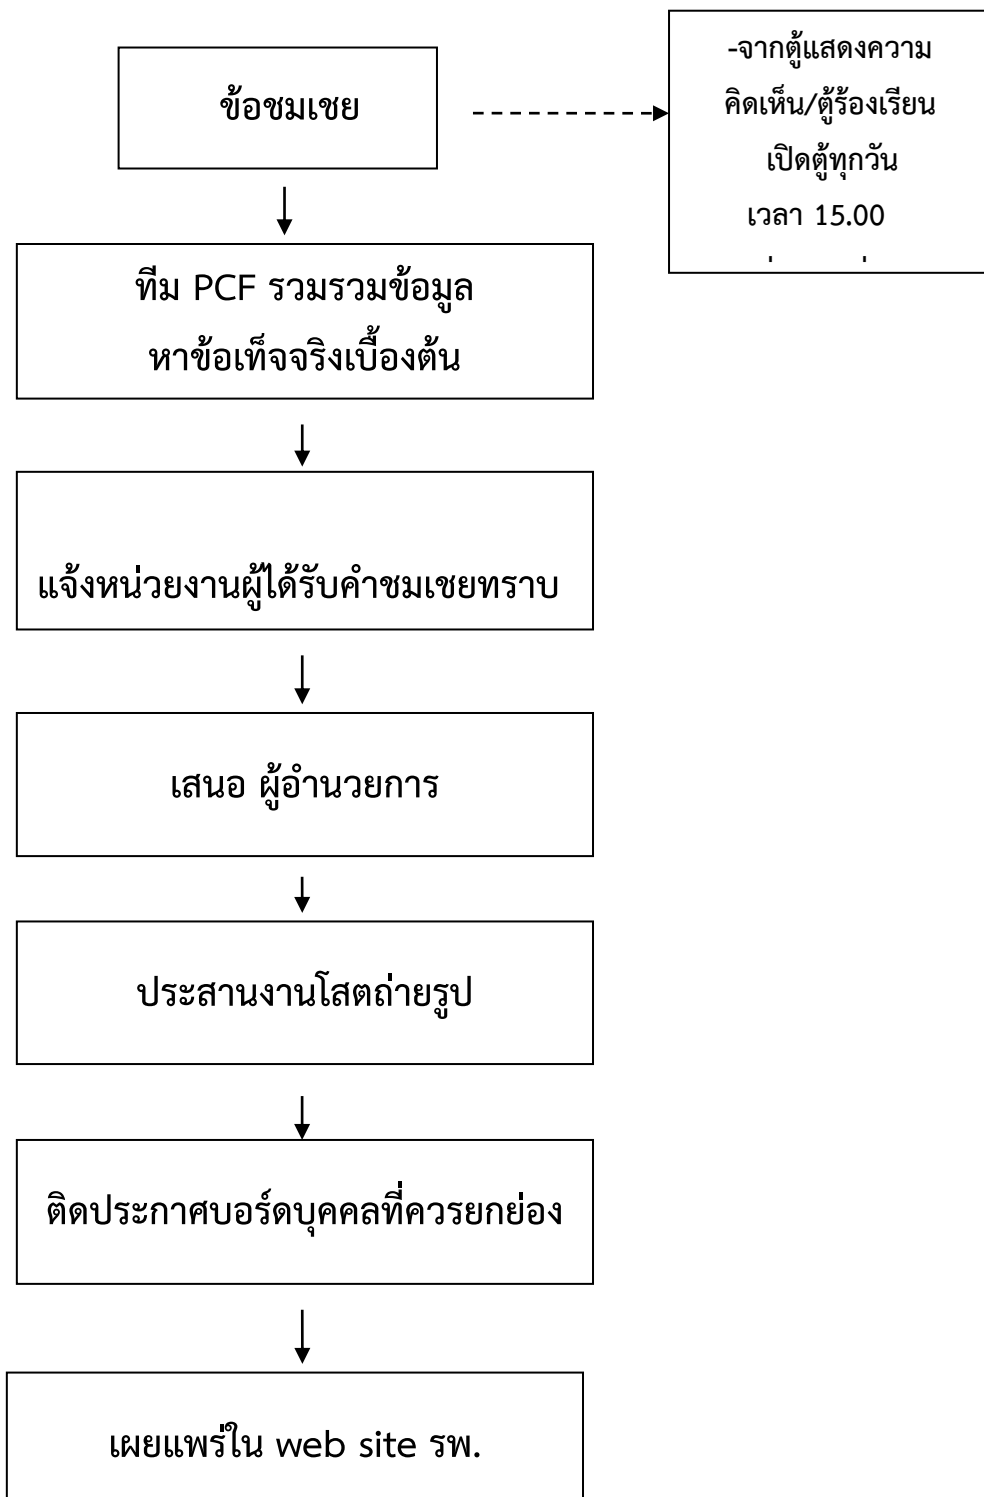 ข้อชมเชย
-จากตู้แสดงความ
คิดเห็น/ตู้ร้องเรียน
เปิดตู้ทุกวัน
เวลา 15.00
ทีม PCF รวมรวมข้อมูล
หาข้อเท็จจริงเบื้องต้น
แจ้งหน่วยงานผู้ได้รับคำชมเชยทราบ
เสนอ ผู้อำนวยการ
ประสานงานโสตถ่ายรูป
ติดประกาศบอร์ดบุคคลที่ควรยกย่อง
เผยแพร่ใน web site รพ.